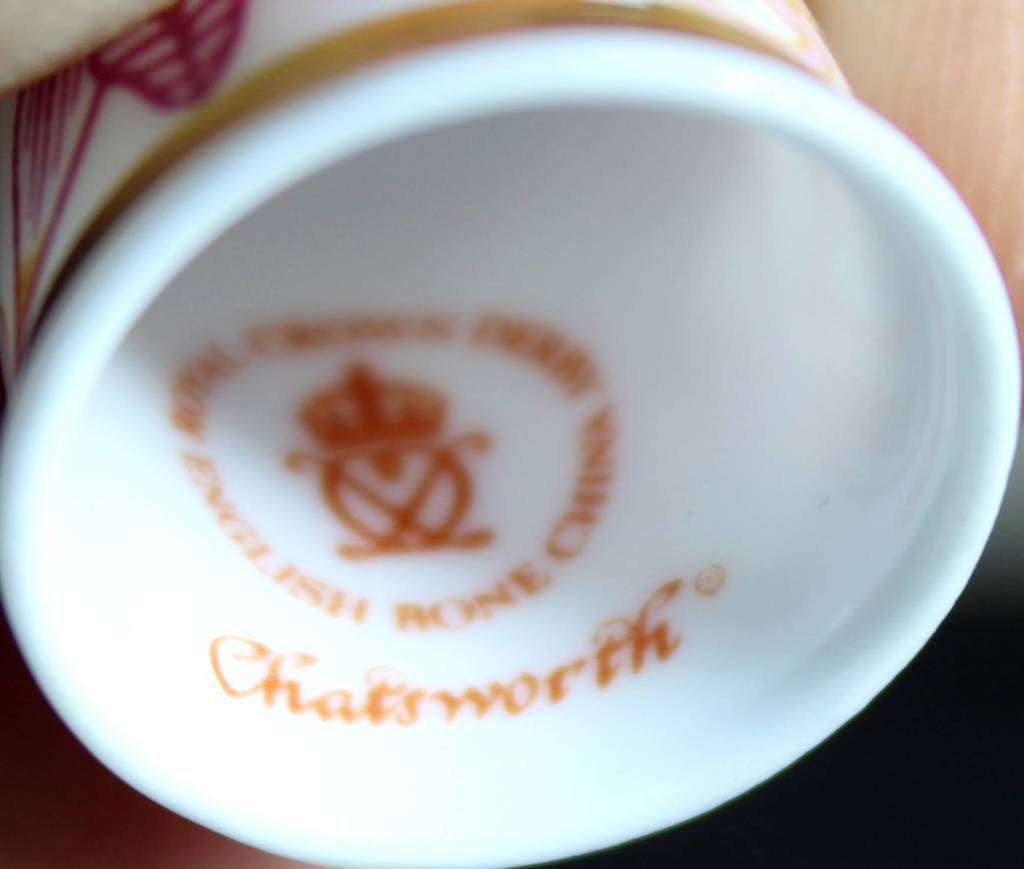 ROYAL CROWN DERBY
ENGLISH BONE CHINA
Chatsworth ©